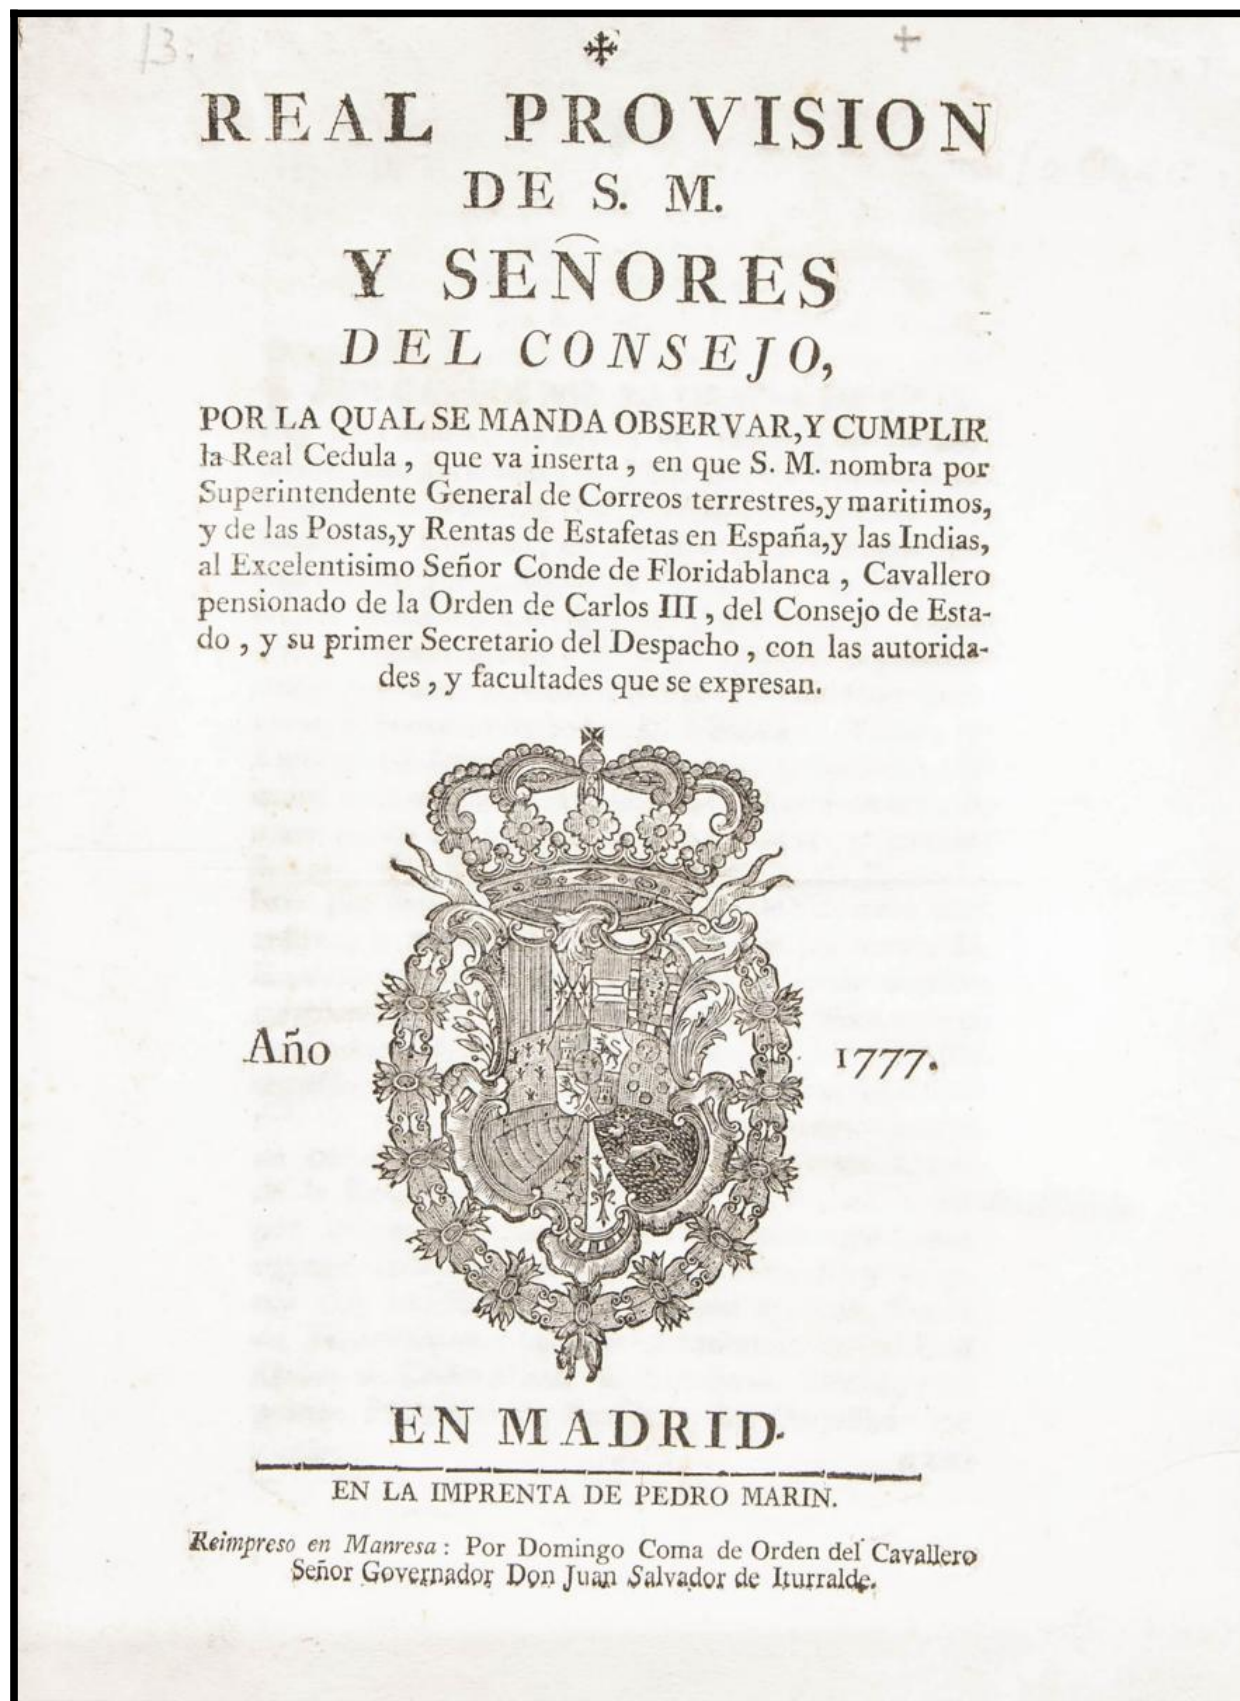 13.
REAL PROVISION
DE S. M.
Y SEÑORES
DEL CONSEJO,
POR LA QUAL SE MANDA OBSERVAR, Y CUMPLIR
la Real Cedula, que va inserta, en que S. M. nombra por
Superintendente General de Correos terrestres, y maritimos,
y de las Postas, y Rentas de Estafetas en España, y las Indias,
al Excelentisimo Señor Conde de Floridablanca, Cavallero
pensionado de la Orden de Carlos III, del Consejo de Esta-
do, y su primer Secretario del Despacho, con las autorida-
des, y facultades que se expresan.
Año 1777.
EN MADRID.
EN LA IMPRENTA DE PEDRO MARIN.
Reimpreso en Manresa: Por Domingo Coma de Orden del Cavallero
Señor Governador Don Juan Salvador de Iturralde.